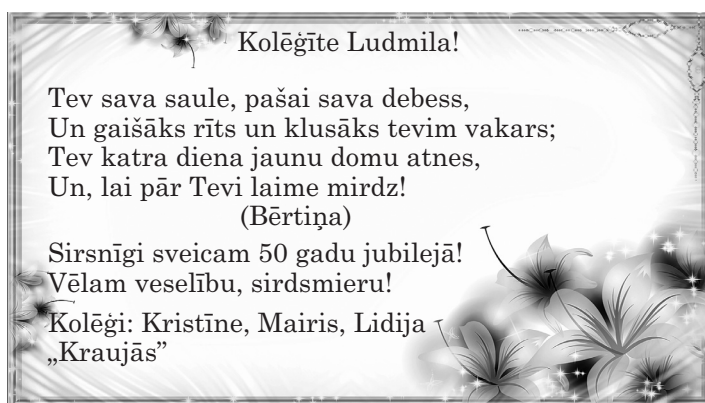 Kolēģīte Ludmila!
Tev sava saule, pašai sava debess,
Un gaišāks rīts un klusāks tevim vakars;
Tev katra diena jaunu domu atnes,
Un, lai pār Tevi laime mirdz!
(Bērtiņa)
Sirsnīgi sveicam 50 gadu jubilejā!
Vēlam veselību, sirdsmieru!
Kolēģi: Kristīne, Mairis, Lidija
„Kraujās”